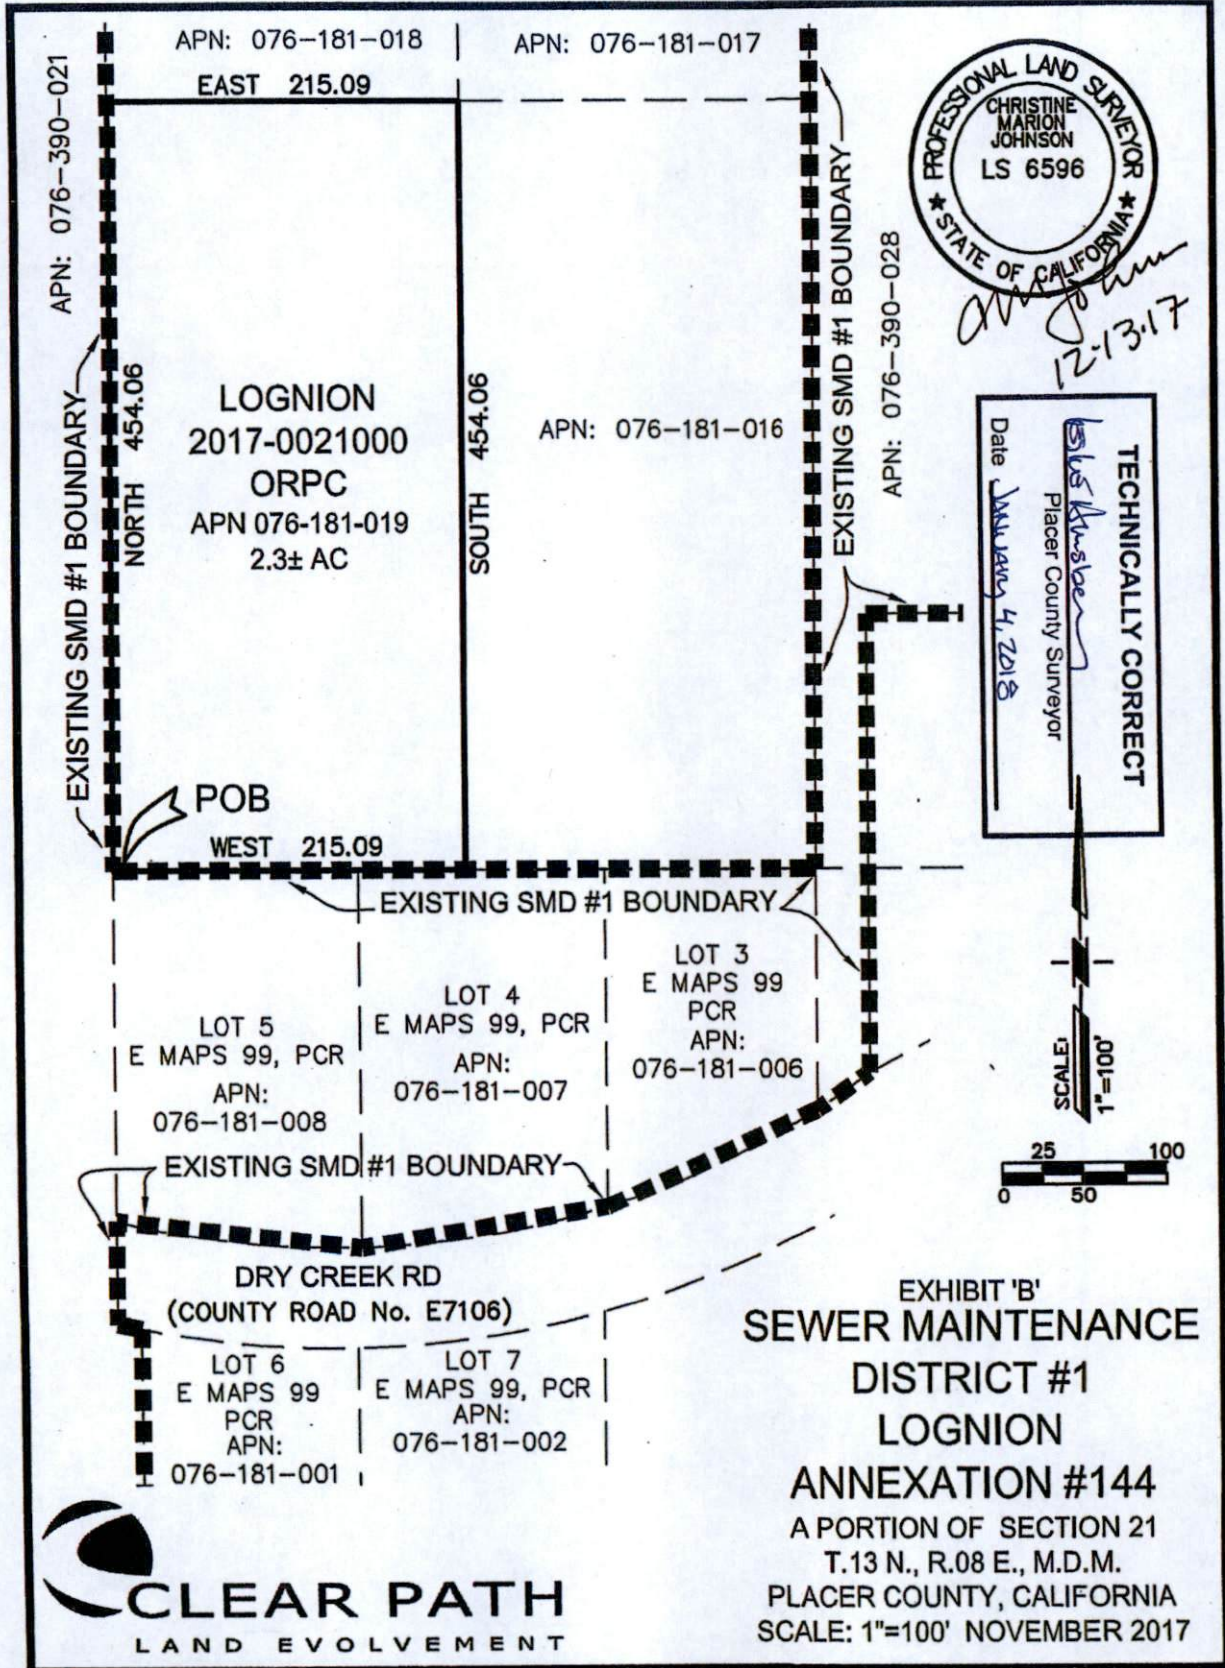 APN: 076-181-018
APN: 076-181-017
EAST 215.09
APN: 076-390-021
EXISTING SMD #1 BOUNDARY
NORTH 454.06
LOGNION
2017-0021000
ORPC
APN 076-181-019
2.3± AC
SOUTH 454.06
APN: 076-181-016
EXISTING SMD #1 BOUNDARY
APN: 076-390-028
PROFESSIONAL LAND SURVEYOR
CHRISTINE
MARION
JOHNSON
LS 6596
★ STATE OF CALIFORNIA ★
12·13·17
TECHNICALLY CORRECT
Placer County Surveyor
Date January 4, 2018
POB
WEST 215.09
EXISTING SMD #1 BOUNDARY
LOT 5
E MAPS 99, PCR
APN:
076-181-008
LOT 4
E MAPS 99, PCR
APN:
076-181-007
LOT 3
E MAPS 99
PCR
APN:
076-181-006
SCALE:
1"=100'
25
100
0
50
EXISTING SMD #1 BOUNDARY
DRY CREEK RD
(COUNTY ROAD No. E7106)
LOT 6
E MAPS 99
PCR
APN:
076-181-001
LOT 7
E MAPS 99, PCR
APN:
076-181-002
EXHIBIT 'B'
SEWER MAINTENANCE
DISTRICT #1
LOGNION
ANNEXATION #144
A PORTION OF SECTION 21
T.13 N., R.08 E., M.D.M.
PLACER COUNTY, CALIFORNIA
SCALE: 1"=100' NOVEMBER 2017
CLEAR PATH
LAND EVOLVEMENT